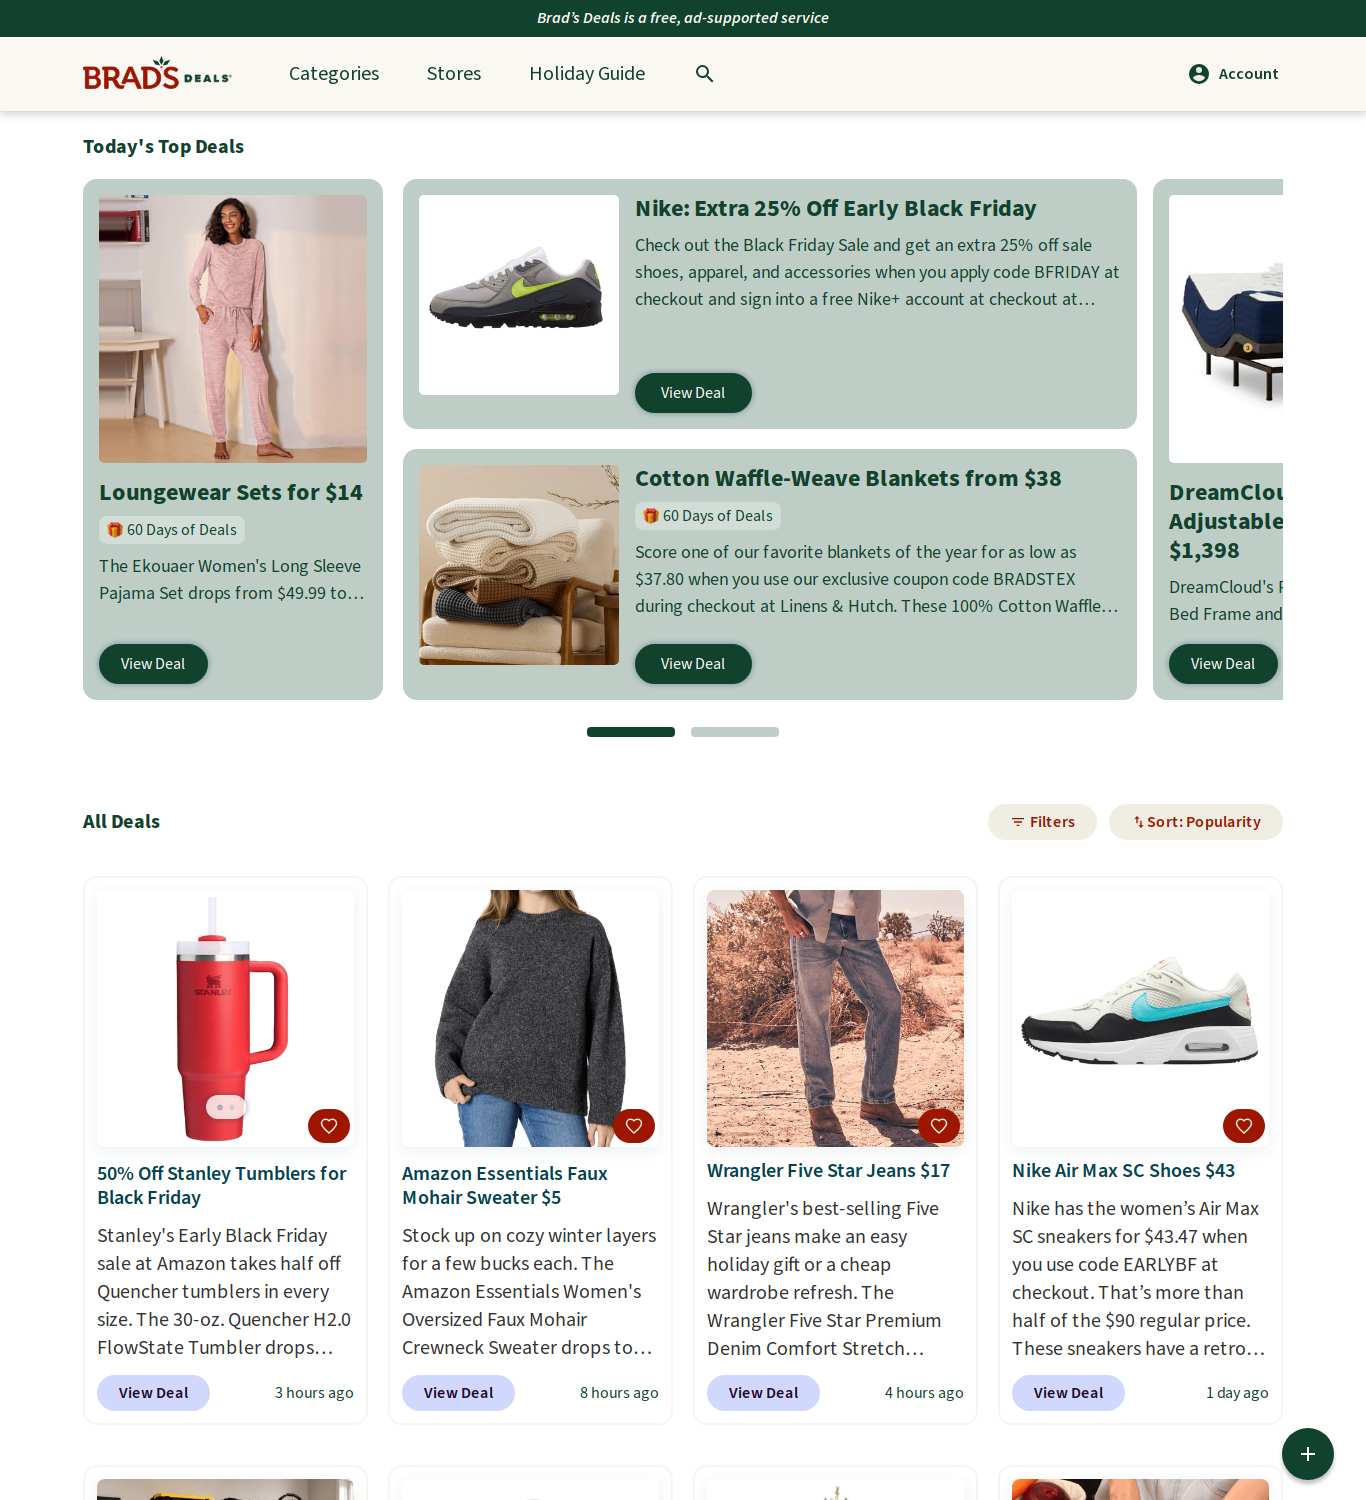 Brad's Deals is a free, ad-supported service
BRAD'S DEALS
Categories
Stores
Holiday Guide
Account
Today's Top Deals
Loungewear Sets for $14
🎁 60 Days of Deals
The Ekouaer Women's Long Sleeve
Pajama Set drops from $49.99 to…
View Deal
Nike: Extra 25% Off Early Black Friday
Check out the Black Friday Sale and get an extra 25% off sale
shoes, apparel, and accessories when you apply code BFRIDAY at
checkout and sign into a free Nike+ account at checkout at…
View Deal
Cotton Waffle-Weave Blankets from $38
🎁 60 Days of Deals
Score one of our favorite blankets of the year for as low as
$37.80 when you use our exclusive coupon code BRADSTEX
during checkout at Linens & Hutch. These 100% Cotton Waffle…
View Deal
DreamClou
Adjustable
$1,398
DreamCloud's
Bed Frame and
View Deal
All Deals
Filters
Sort: Popularity
STANLEY
50% Off Stanley Tumblers for
Black Friday
Stanley's Early Black Friday
sale at Amazon takes half off
Quencher tumblers in every
size. The 30-oz. Quencher H2.0
FlowState Tumbler drops…
View Deal
3 hours ago
Amazon Essentials Faux
Mohair Sweater $5
Stock up on cozy winter layers
for a few bucks each. The
Amazon Essentials Women's
Oversized Faux Mohair
Crewneck Sweater drops to…
View Deal
8 hours ago
Wrangler Five Star Jeans $17
Wrangler's best-selling Five
Star jeans make an easy
holiday gift or a cheap
wardrobe refresh. The
Wrangler Five Star Premium
Denim Comfort Stretch…
View Deal
4 hours ago
Nike Air Max SC Shoes $43
Nike has the women’s Air Max
SC sneakers for $43.47 when
you use code EARLYBF at
checkout. That’s more than
half of the $90 regular price.
These sneakers have a retro…
View Deal
1 day ago